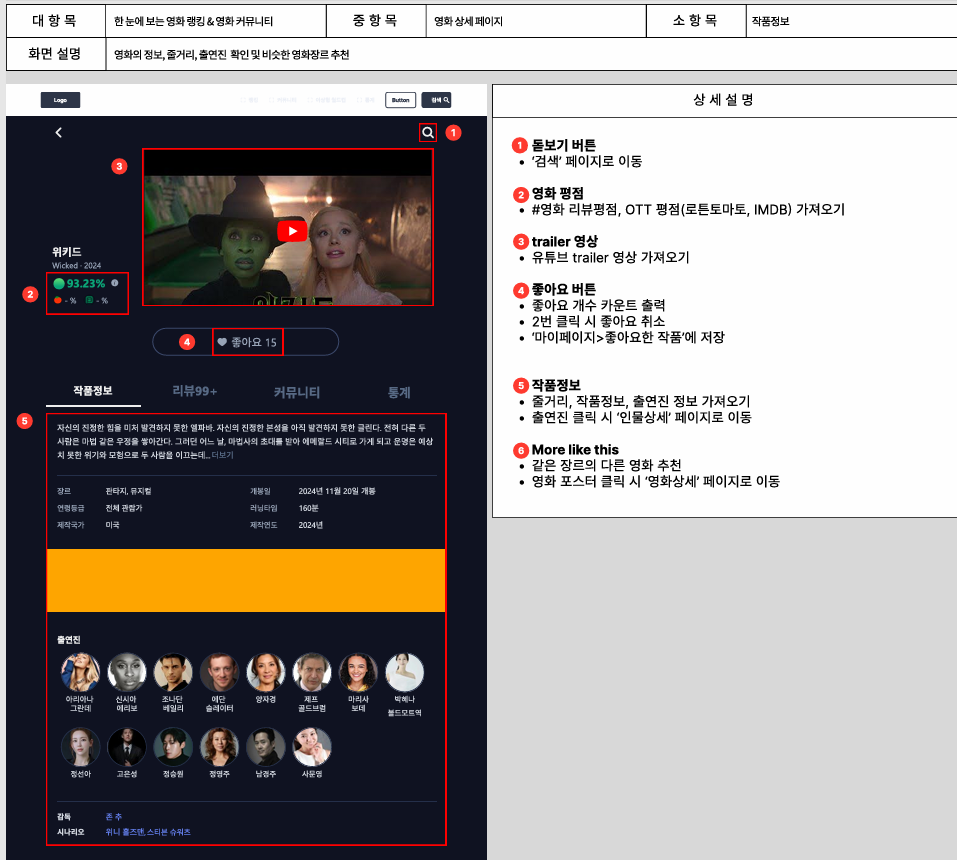 대 항 목
한 눈에 보는 영화 랭킹 & 영화 커뮤니티
중 항 목
영화 상세 페이지
소 항 목
작품정보
화면 설명
영화의 정보, 줄거리, 출연진 확인 및 비슷한 영화장르 추천
Logo
Button
검색
1
3
위키드
Wicked · 2024
2
93.23%
- %
- %
4
좋아요 15
작품정보
리뷰99+
커뮤니티
통계
5
자신의 진정한 힘을 미처 발견하지 못한 엘파바. 자신의 진정한 본성을 아직 발견하지 못한 글린다. 전혀 다른 두
사람은 마법 같은 우정을 쌓아간다. 그러던 어느 날, 마법사의 초대를 받아 에메랄드 시티로 가게 되고 운명은 예상
치 못한 위기와 모험으로 두 사람을 이끄는데... 더보기
장르
판타지, 뮤지컬
개봉일
2024년 11월 20일 개봉
연령등급
전체 관람가
러닝타임
160분
제작국가
미국
제작연도
2024년
출연진
아리아나
그란데
신시아
에리보
조나단
베일리
에단
슬레이터
양자경
제프
골드브럼
마리사
보데
박혜나
볼드모트역
정선아
고은성
정승원
정영주
남경주
사문영
감독
존 추
시나리오
위니 홀즈맨, 스티븐 슈워츠
상 세 설 명
1 돋보기 버튼
• ‘검색’ 페이지로 이동
2 영화 평점
• #영화 리뷰평점, OTT 평점(로튼토마토, IMDB) 가져오기
3 trailer 영상
• 유튜브 trailer 영상 가져오기
4 좋아요 버튼
• 좋아요 개수 카운트 출력
• 2번 클릭 시 좋아요 취소
• ‘마이페이지>좋아요한 작품’에 저장
5 작품정보
• 줄거리, 작품정보, 출연진 정보 가져오기
• 출연진 클릭 시 ‘인물상세’ 페이지로 이동
6 More like this
• 같은 장르의 다른 영화 추천
• 영화 포스터 클릭 시 ‘영화상세’ 페이지로 이동